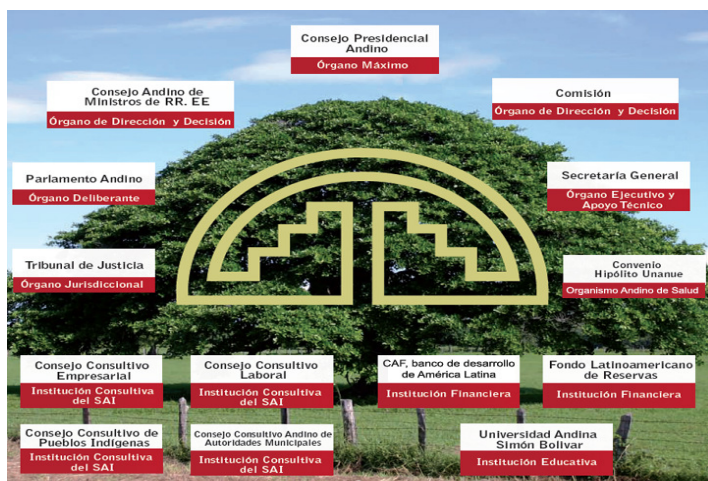 Consejo Presidencial
Andino
Órgano Máximo
Consejo Andino de
Ministros de RR. EE
Órgano de Dirección y Decisión
Comisión
Órgano de Dirección y Decisión
Parlamento Andino
Órgano Deliberante
Secretaría General
Órgano Ejecutivo y
Apoyo Técnico
Tribunal de Justicia
Órgano Jurisdiccional
Convenio
Hipólito Unanue
Organismo Andino de Salud
Consejo Consultivo
Empresarial
Institución Consultiva
del SAI
Consejo Consultivo
Laboral
Institución Consultiva
del SAI
CAF, banco de desarrollo
de América Latina
Institución Financiera
Fondo Latinoamericano
de Reservas
Institución Financiera
Consejo Consultivo de
Pueblos Indígenas
Institución Consultiva
del SAI
Consejo Consultivo Andino de
Autoridades Municipales
Institución Consultiva
del SAI
Universidad Andina
Simón Bolivar
Institución Educativa